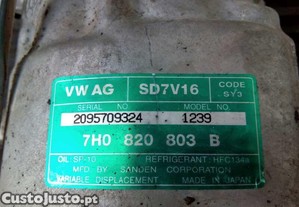 VW AG SD7V16 CODE SY3
SERIAL NO. MODEL NO.
2095709324 1239
7H0 820 803 B
OIL SP-10 REFRIGERANT HFC134a
MFD BY SANDEN CORPORATION
VARIABLE DISPLACEMENT MADE IN JAPAN
CustoJusto.pt